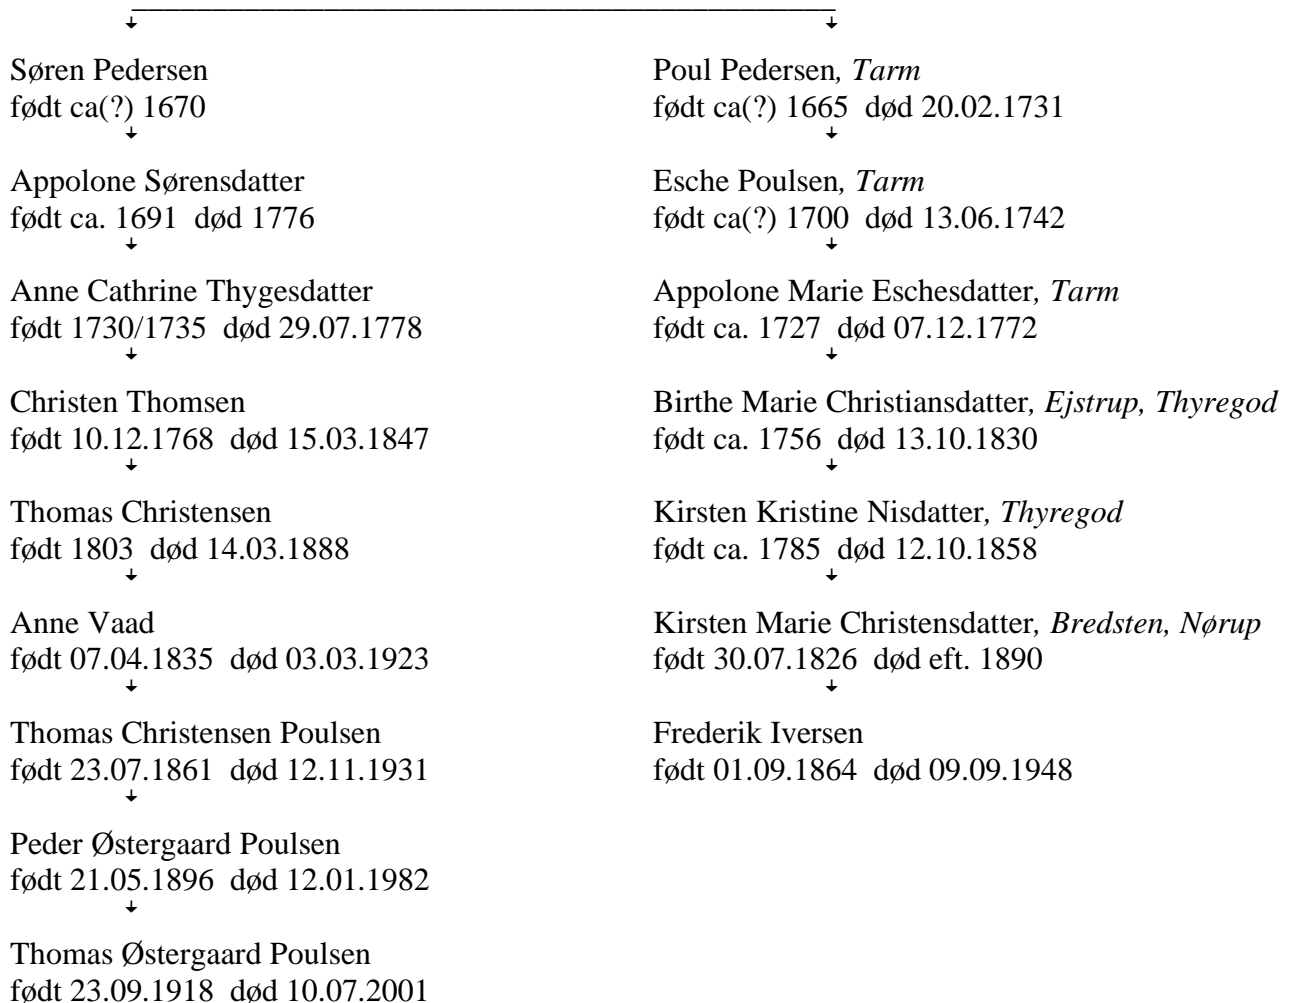 Søren Pedersen
født ca(?) 1670
Appolone Sørensdatter
født ca. 1691 død 1776
Anne Cathrine Thygesdatter
født 1730/1735 død 29.07.1778
Christen Thomsen
født 10.12.1768 død 15.03.1847
Thomas Christensen
født 1803 død 14.03.1888
Anne Vaad
født 07.04.1835 død 03.03.1923
Thomas Christensen Poulsen
født 23.07.1861 død 12.11.1931
Peder Østergaard Poulsen
født 21.05.1896 død 12.01.1982
Thomas Østergaard Poulsen
født 23.09.1918 død 10.07.2001
Poul Pedersen, Tarm
født ca(?) 1665 død 20.02.1731
Esche Poulsen, Tarm
født ca(?) 1700 død 13.06.1742
Appolone Marie Eschesdatter, Tarm
født ca. 1727 død 07.12.1772
Birthe Marie Christiansdatter, Ejstrup, Thyregod
født ca. 1756 død 13.10.1830
Kirsten Kristine Nisdatter, Thyregod
født ca. 1785 død 12.10.1858
Kirsten Marie Christensdatter, Bredsten, Nørup
født 30.07.1826 død eft. 1890
Frederik Iversen
født 01.09.1864 død 09.09.1948